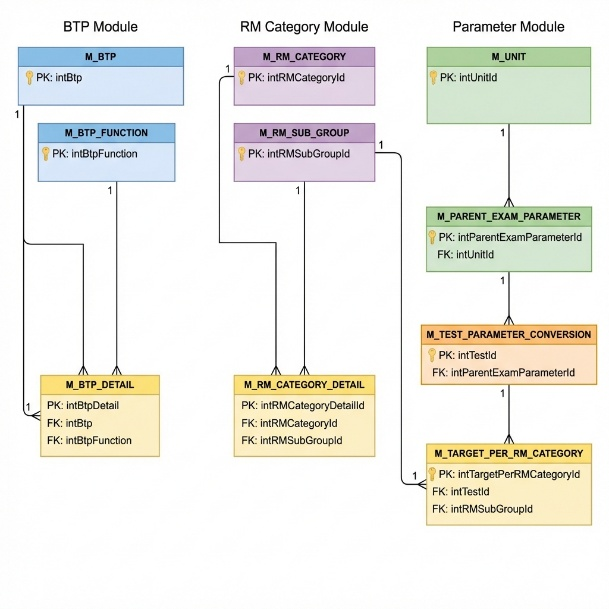 BTP Module
M_BTP
PK: intBtp
1
M_BTP_FUNCTION
PK: intBtpFunction
1
1
M_BTP_DETAIL
PK: intBtpDetail
FK: intBtp
FK: intBtpFunction
RM Category Module
1
M_RM_CATEGORY
PK: intRMCategoryId
M_RM_SUB_GROUP
PK: intRMSubGroupId
1
1
M_RM_CATEGORY_DETAIL
PK: intRMCategoryDetailId
FK: intRMCategoryId
FK: intRMSubGroupId
Parameter Module
M_UNIT
PK: intUnitId
1
M_PARENT_EXAM_PARAMETER
PK: intParentExamParameterId
FK: intUnitId
1
M_TEST_PARAMETER_CONVERSION
PK: intTestId
FK: intParentExamParameterId
1
M_TARGET_PER_RM_CATEGORY
PK: intTargetPerRMCategoryId
1
FK: intTestId
FK: intRMSubGroupId